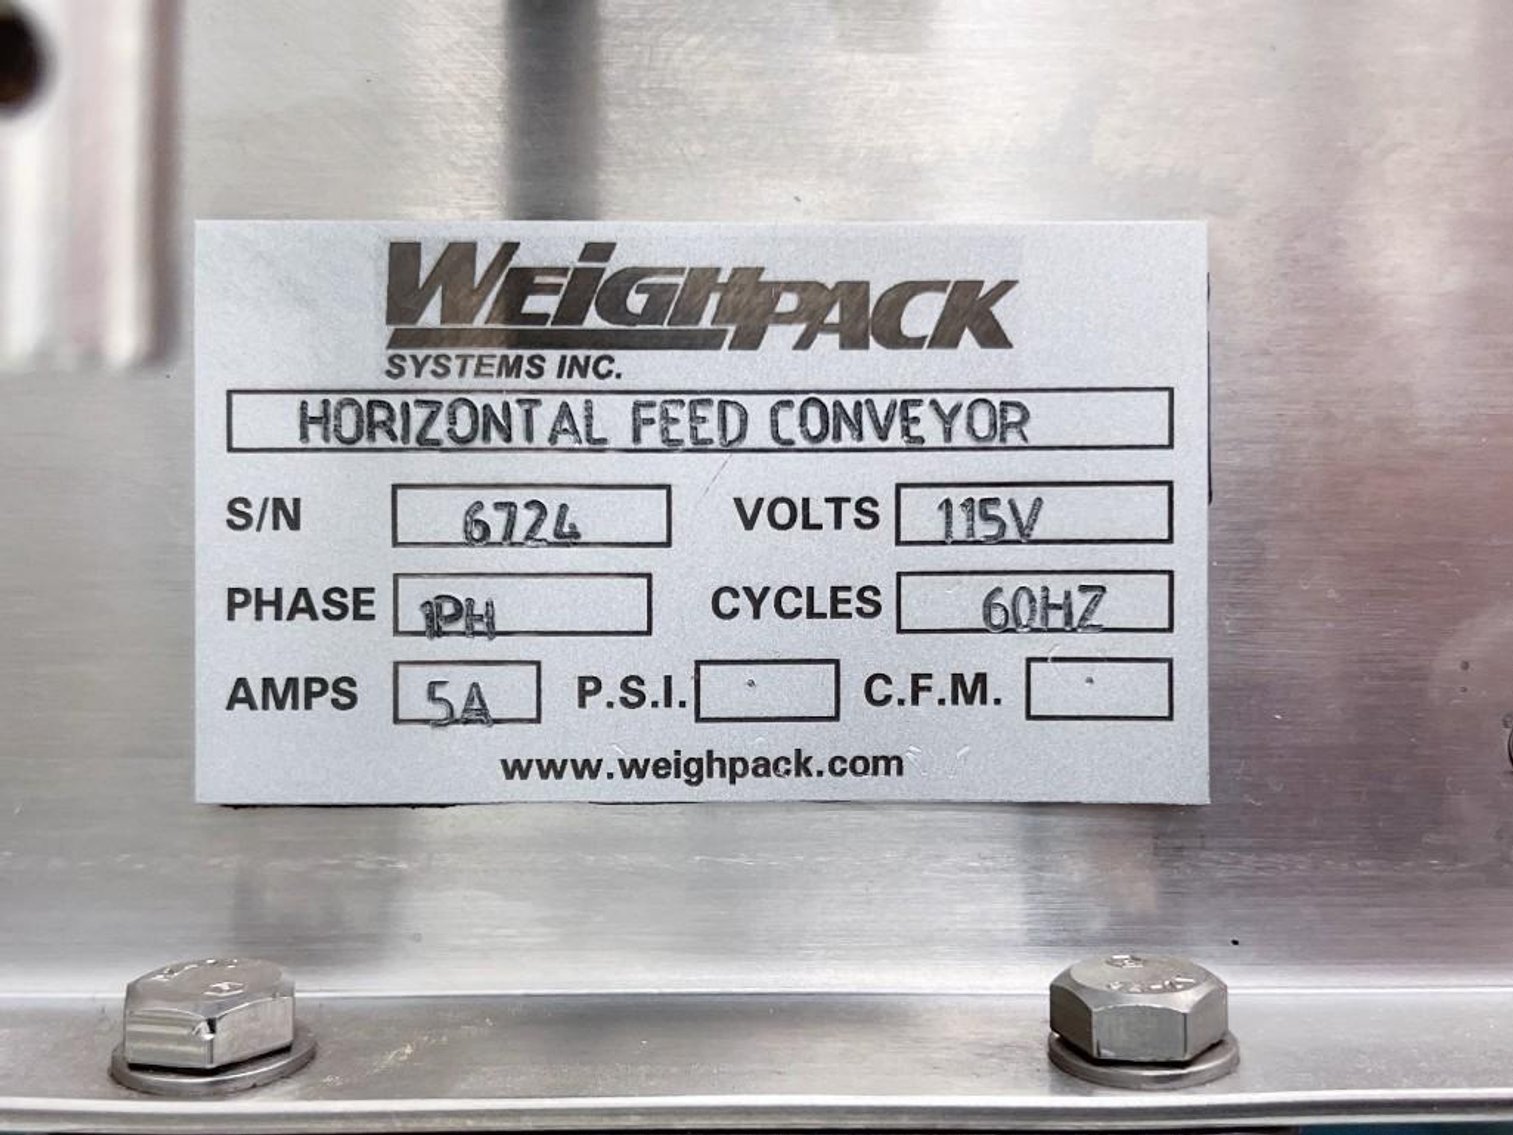 WEIGHPACK
SYSTEMS INC.
HORIZONTAL FEED CONVEYOR
S/N 6724 VOLTS 115V
PHASE 1PH CYCLES 60HZ
AMPS 5A P.S.I. C.F.M.
www.weighpack.com